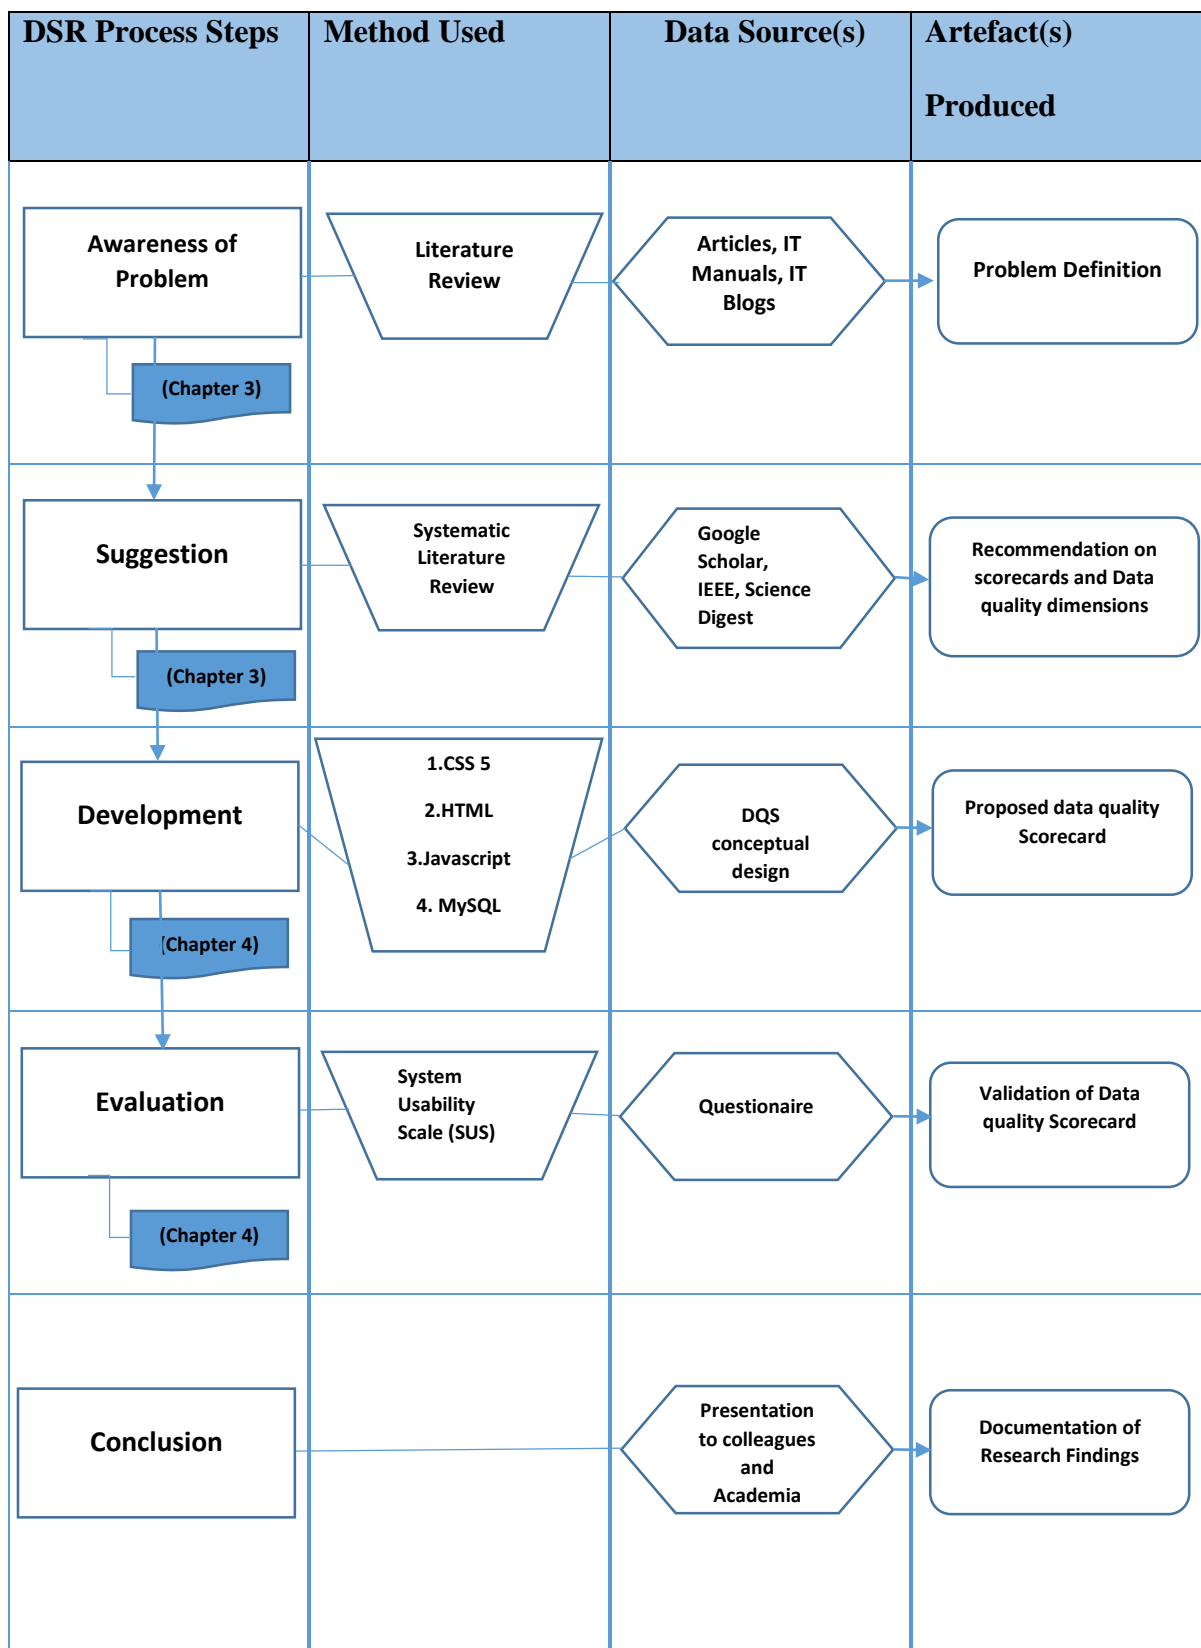 DSR Process Steps
Method Used
Data Source(s)
Artefact(s)
Produced
Awareness of
Problem
(Chapter 3)
Literature
Review
Articles, IT
Manuals, IT
Blogs
Problem Definition
Suggestion
(Chapter 3)
Systematic
Literature
Review
Google
Scholar,
IEEE, Science
Digest
Recommendation on
scorecards and Data
quality dimensions
Development
(Chapter 4)
1.CSS 5
2.HTML
3.Javascript
4. MySQL
DQS
conceptual
design
Proposed data quality
Scorecard
Evaluation
(Chapter 4)
System
Usability
Scale (SUS)
Questionaire
Validation of Data
quality Scorecard
Conclusion
Presentation
to colleagues
and
Academia
Documentation of
Research Findings